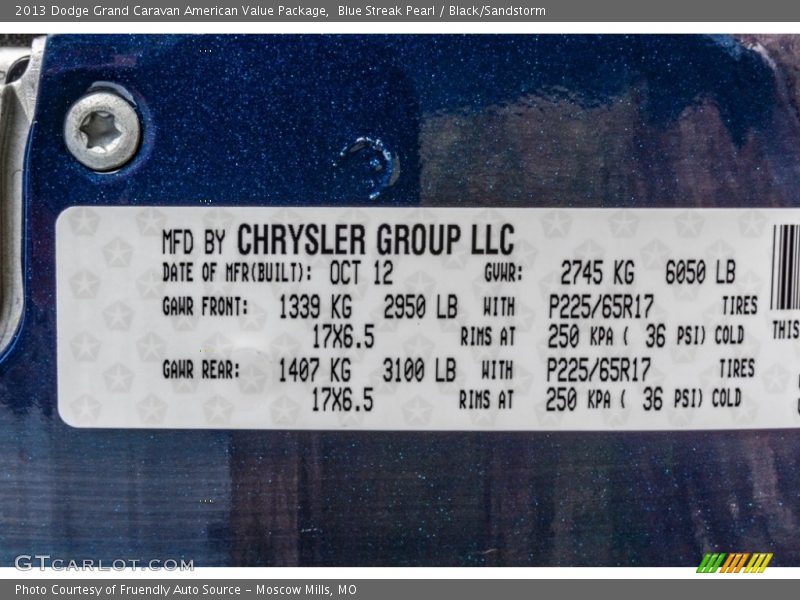 2013 Dodge Grand Caravan American Value Package,  Blue Streak Pearl / Black/Sandstorm
MFD BY CHRYSLER GROUP LLC
DATE OF MFR(BUILT): OCT 12 GVWR: 2745 KG 6050 LB
GAWR FRONT: 1339 KG 2950 LB WITH P225/65R17 TIRES
17X6.5 RIMS AT 250 KPA ( 36 PSI) COLD
THIS
GAWR REAR: 1407 KG 3100 LB WITH P225/65R17 TIRES
17X6.5 RIMS AT 250 KPA ( 36 PSI) COLD
GTCARLOT.COM
Photo Courtesy of Fruendly Auto Source - Moscow Mills, MO